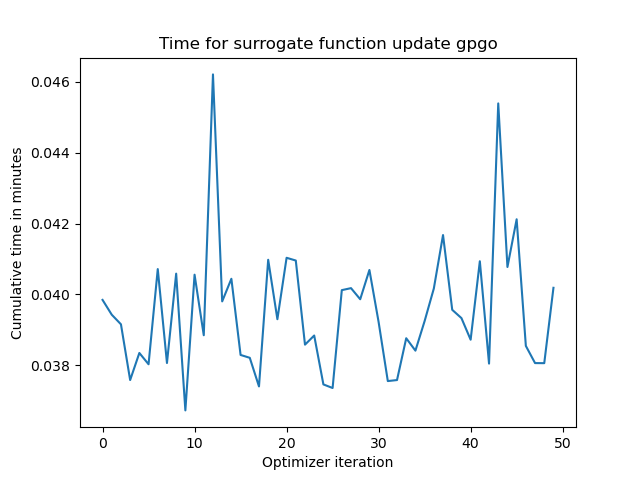 Time for surrogate function update gpgo
Cumulative time in minutes
0.046
0.044
0.042
0.040
0.038
0 10 20 30 40 50
Optimizer iteration